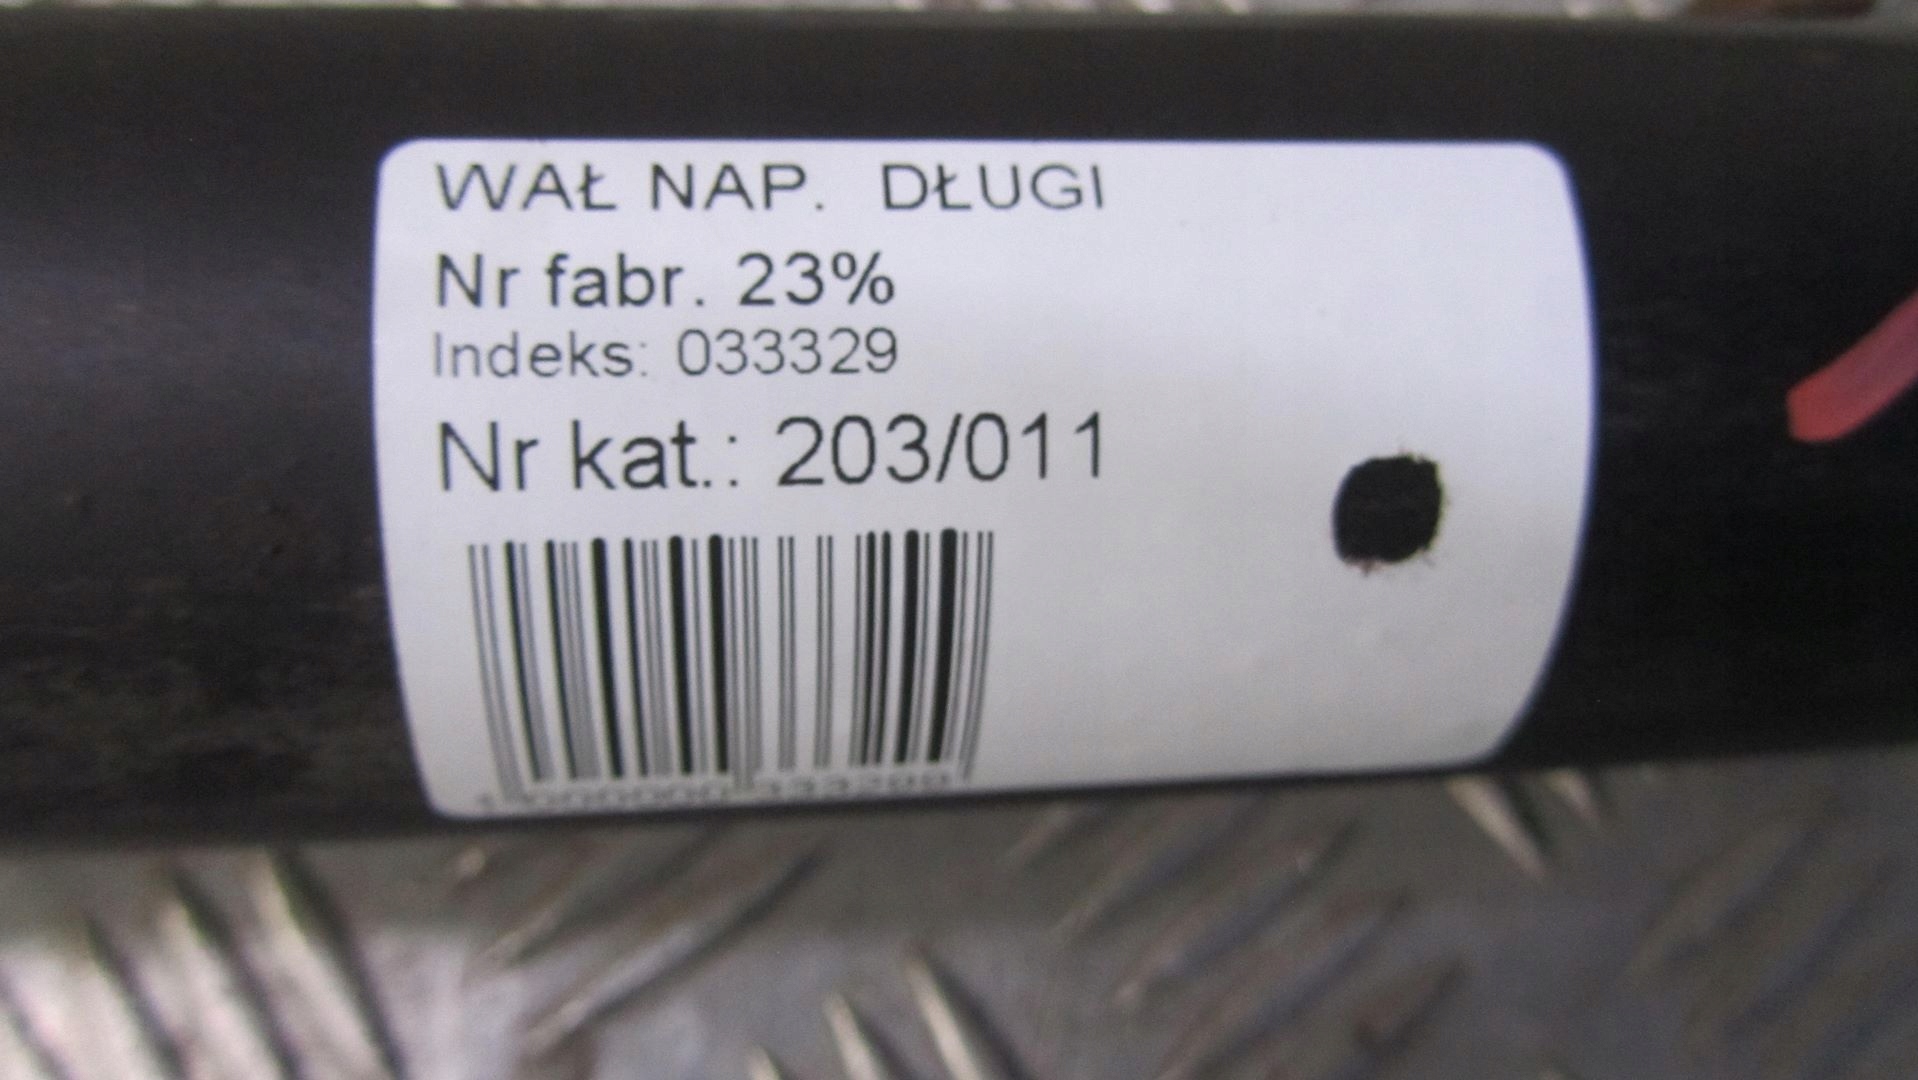 WAŁ NAP. DŁUGI
Nr fabr. 23%
Indeks: 033329
Nr kat.: 203/011